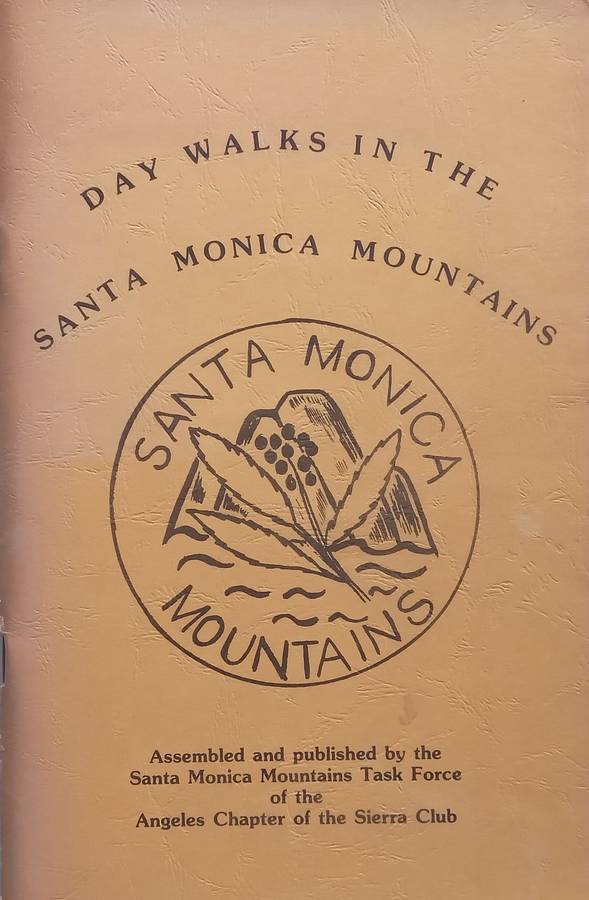 DAY WALKS IN THE
SANTA MONICA MOUNTAINS
SANTA MONICA
MOUNTAINS
Assembled and published by the
Santa Monica Mountains Task Force
of the
Angeles Chapter of the Sierra Club